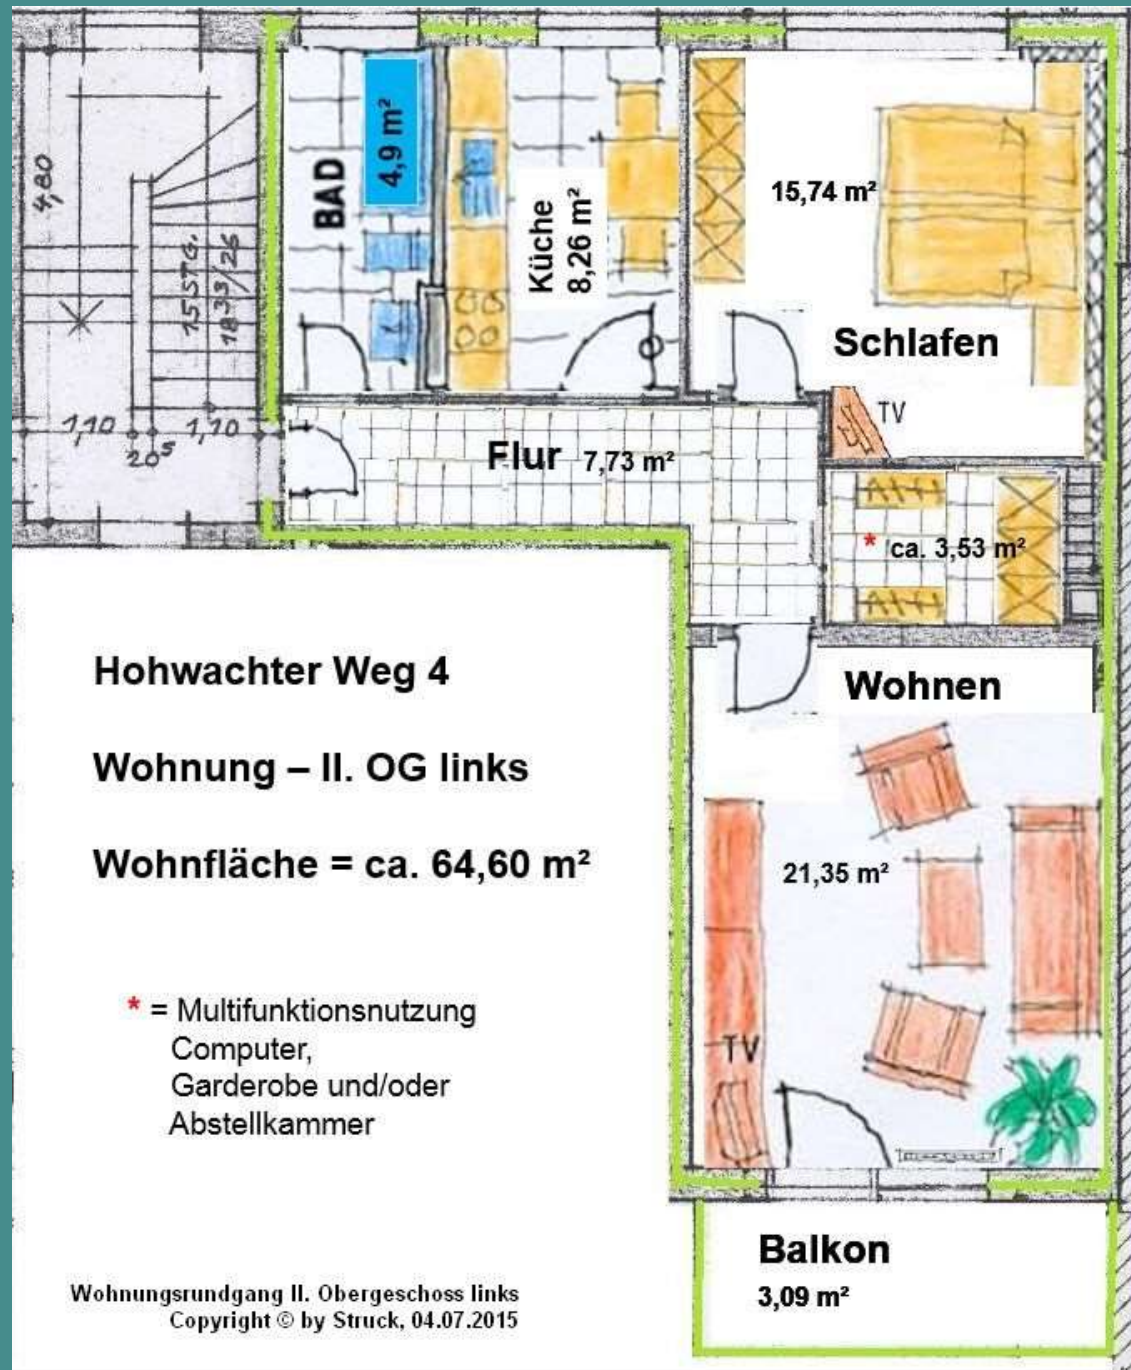 4,80
15 STG.
18 33/26
1,10
20⁵
1,10
BAD
4,9 m²
Küche
8,26 m²
15,74 m²
Schlafen
TV
Flur 7,73 m²
* ca. 3,53 m²
Hohwachter Weg 4
Wohnung – II. OG links
Wohnfläche = ca. 64,60 m²
* = Multifunktionsnutzung
Computer,
Garderobe und/oder
Abstellkammer
Wohnen
21,35 m²
TV
Balkon
3,09 m²
Wohnungsrundgang II. Obergeschoss links
Copyright © by Struck, 04.07.2015